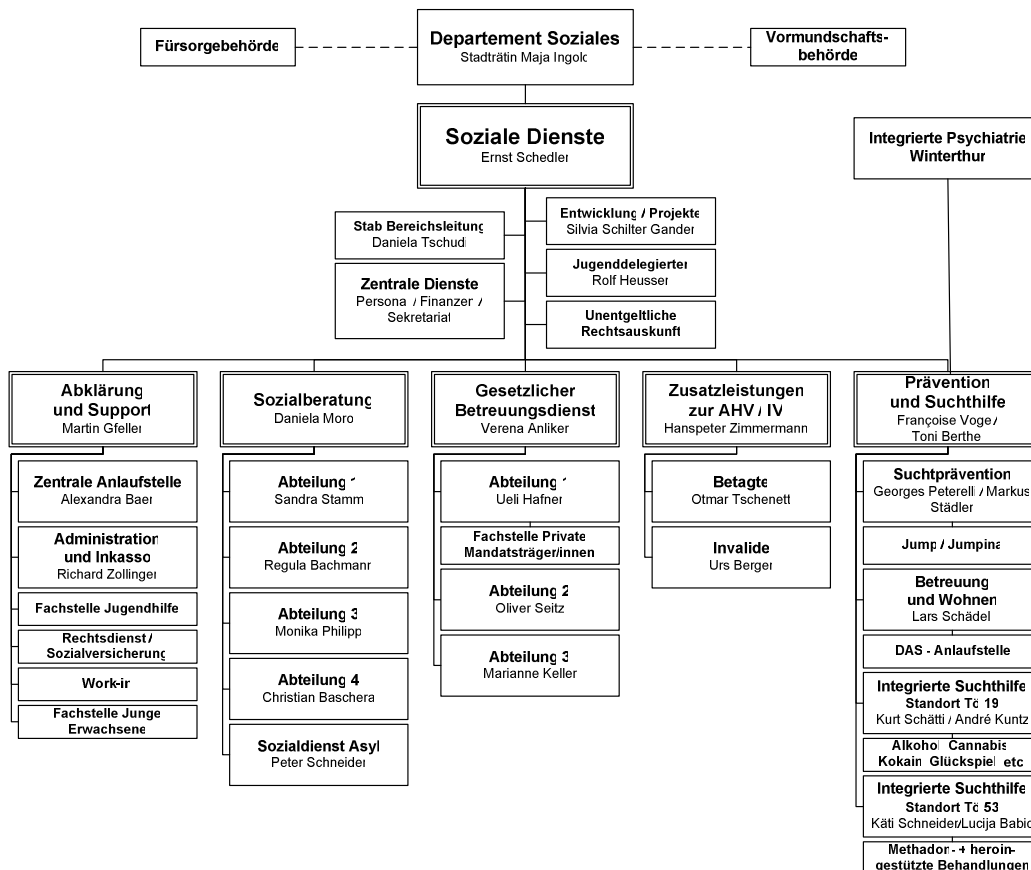 Fürsorgebehörde
Departement Soziales
Stadträtin Maja Ingold
Vormundschafts-
behörde
Soziale Dienste
Ernst Schedler
Integrierte Psychiatrie
Winterthur
Stab Bereichsleitung
Daniela Tschudi
Entwicklung / Projekte
Silvia Schilter Gander
Zentrale Dienste
Personal / Finanzen /
Sekretariat
Jugenddelegierter
Rolf Heusser
Unentgeltliche
Rechtsauskunft
Abklärung
und Support
Martin Gfeller
Zentrale Anlaufstelle
Alexandra Baer
Administration
und Inkasso
Richard Zollinger
Fachstelle Jugendhilfe
Rechtsdienst /
Sozialversicherung
Work-in
Fachstelle Junge
Erwachsene
Sozialberatung
Daniela Moro
Abteilung 1
Sandra Stamm
Abteilung 2
Regula Bachmann
Abteilung 3
Monika Philipp
Abteilung 4
Christian Baschera
Sozialdienst Asyl
Peter Schneider
Gesetzlicher
Betreuungsdienst
Verena Anliker
Abteilung 1
Ueli Hafner
Fachstelle Private
Mandatsträger/innen
Abteilung 2
Oliver Seitz
Abteilung 3
Marianne Keller
Zusatzleistungen
zur AHV / IV
Hanspeter Zimmermann
Betagte
Otmar Tschenett
Invalide
Urs Berger
Prävention
und Suchthilfe
Françoise Vogel /
Toni Berthel
Suchtprävention
Georges Peterelli / Markus
Städler
Jump / Jumpina
Betreuung
und Wohnen
Lars Schädel
DAS - Anlaufstelle
Integrierte Suchthilfe
Standort Tö 19
Kurt Schätti / André Kuntz
Alkohol Cannabis
Kokain Glückspiel etc
Integrierte Suchthilfe
Standort Tö 53
Käti Schneider/Lucija Babic
Methadon- + heroin-
gestützte Behandlungen